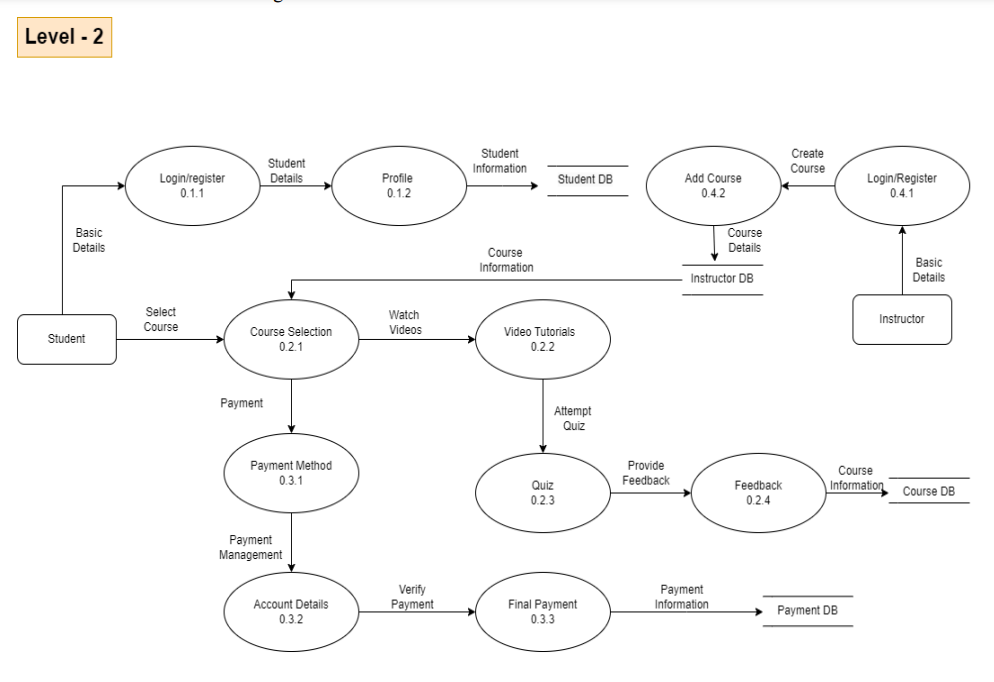 Level - 2
Student
Information
Create
Course
Student
Details
Login/register
0.1.1
Profile
0.1.2
Student DB
Add Course
0.4.2
Login/Register
0.4.1
Basic
Details
Course
Details
Course
Information
Instructor DB
Basic
Details
Select
Course
Watch
Videos
Instructor
Student
Course Selection
0.2.1
Video Tutorials
0.2.2
Payment
Attempt
Quiz
Payment Method
0.3.1
Provide
Feedback
Course
Information
Quiz
0.2.3
Feedback
0.2.4
Course DB
Payment
Management
Verify
Payment
Payment
Information
Account Details
0.3.2
Final Payment
0.3.3
Payment DB